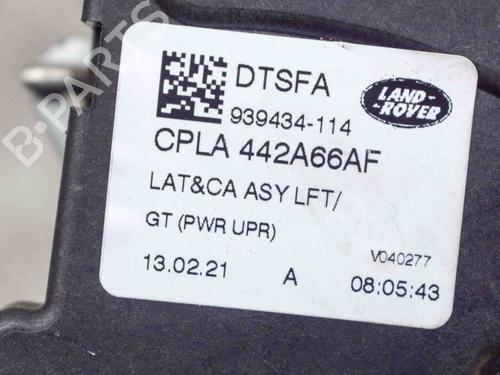 B-PARTS
DTSFA
939434-114
LAND-
ROVER
CPLA 442A66AF
LAT&CA ASY LFT/
GT (PWR UPR)
V040277
13.02.21 A 08:05:43